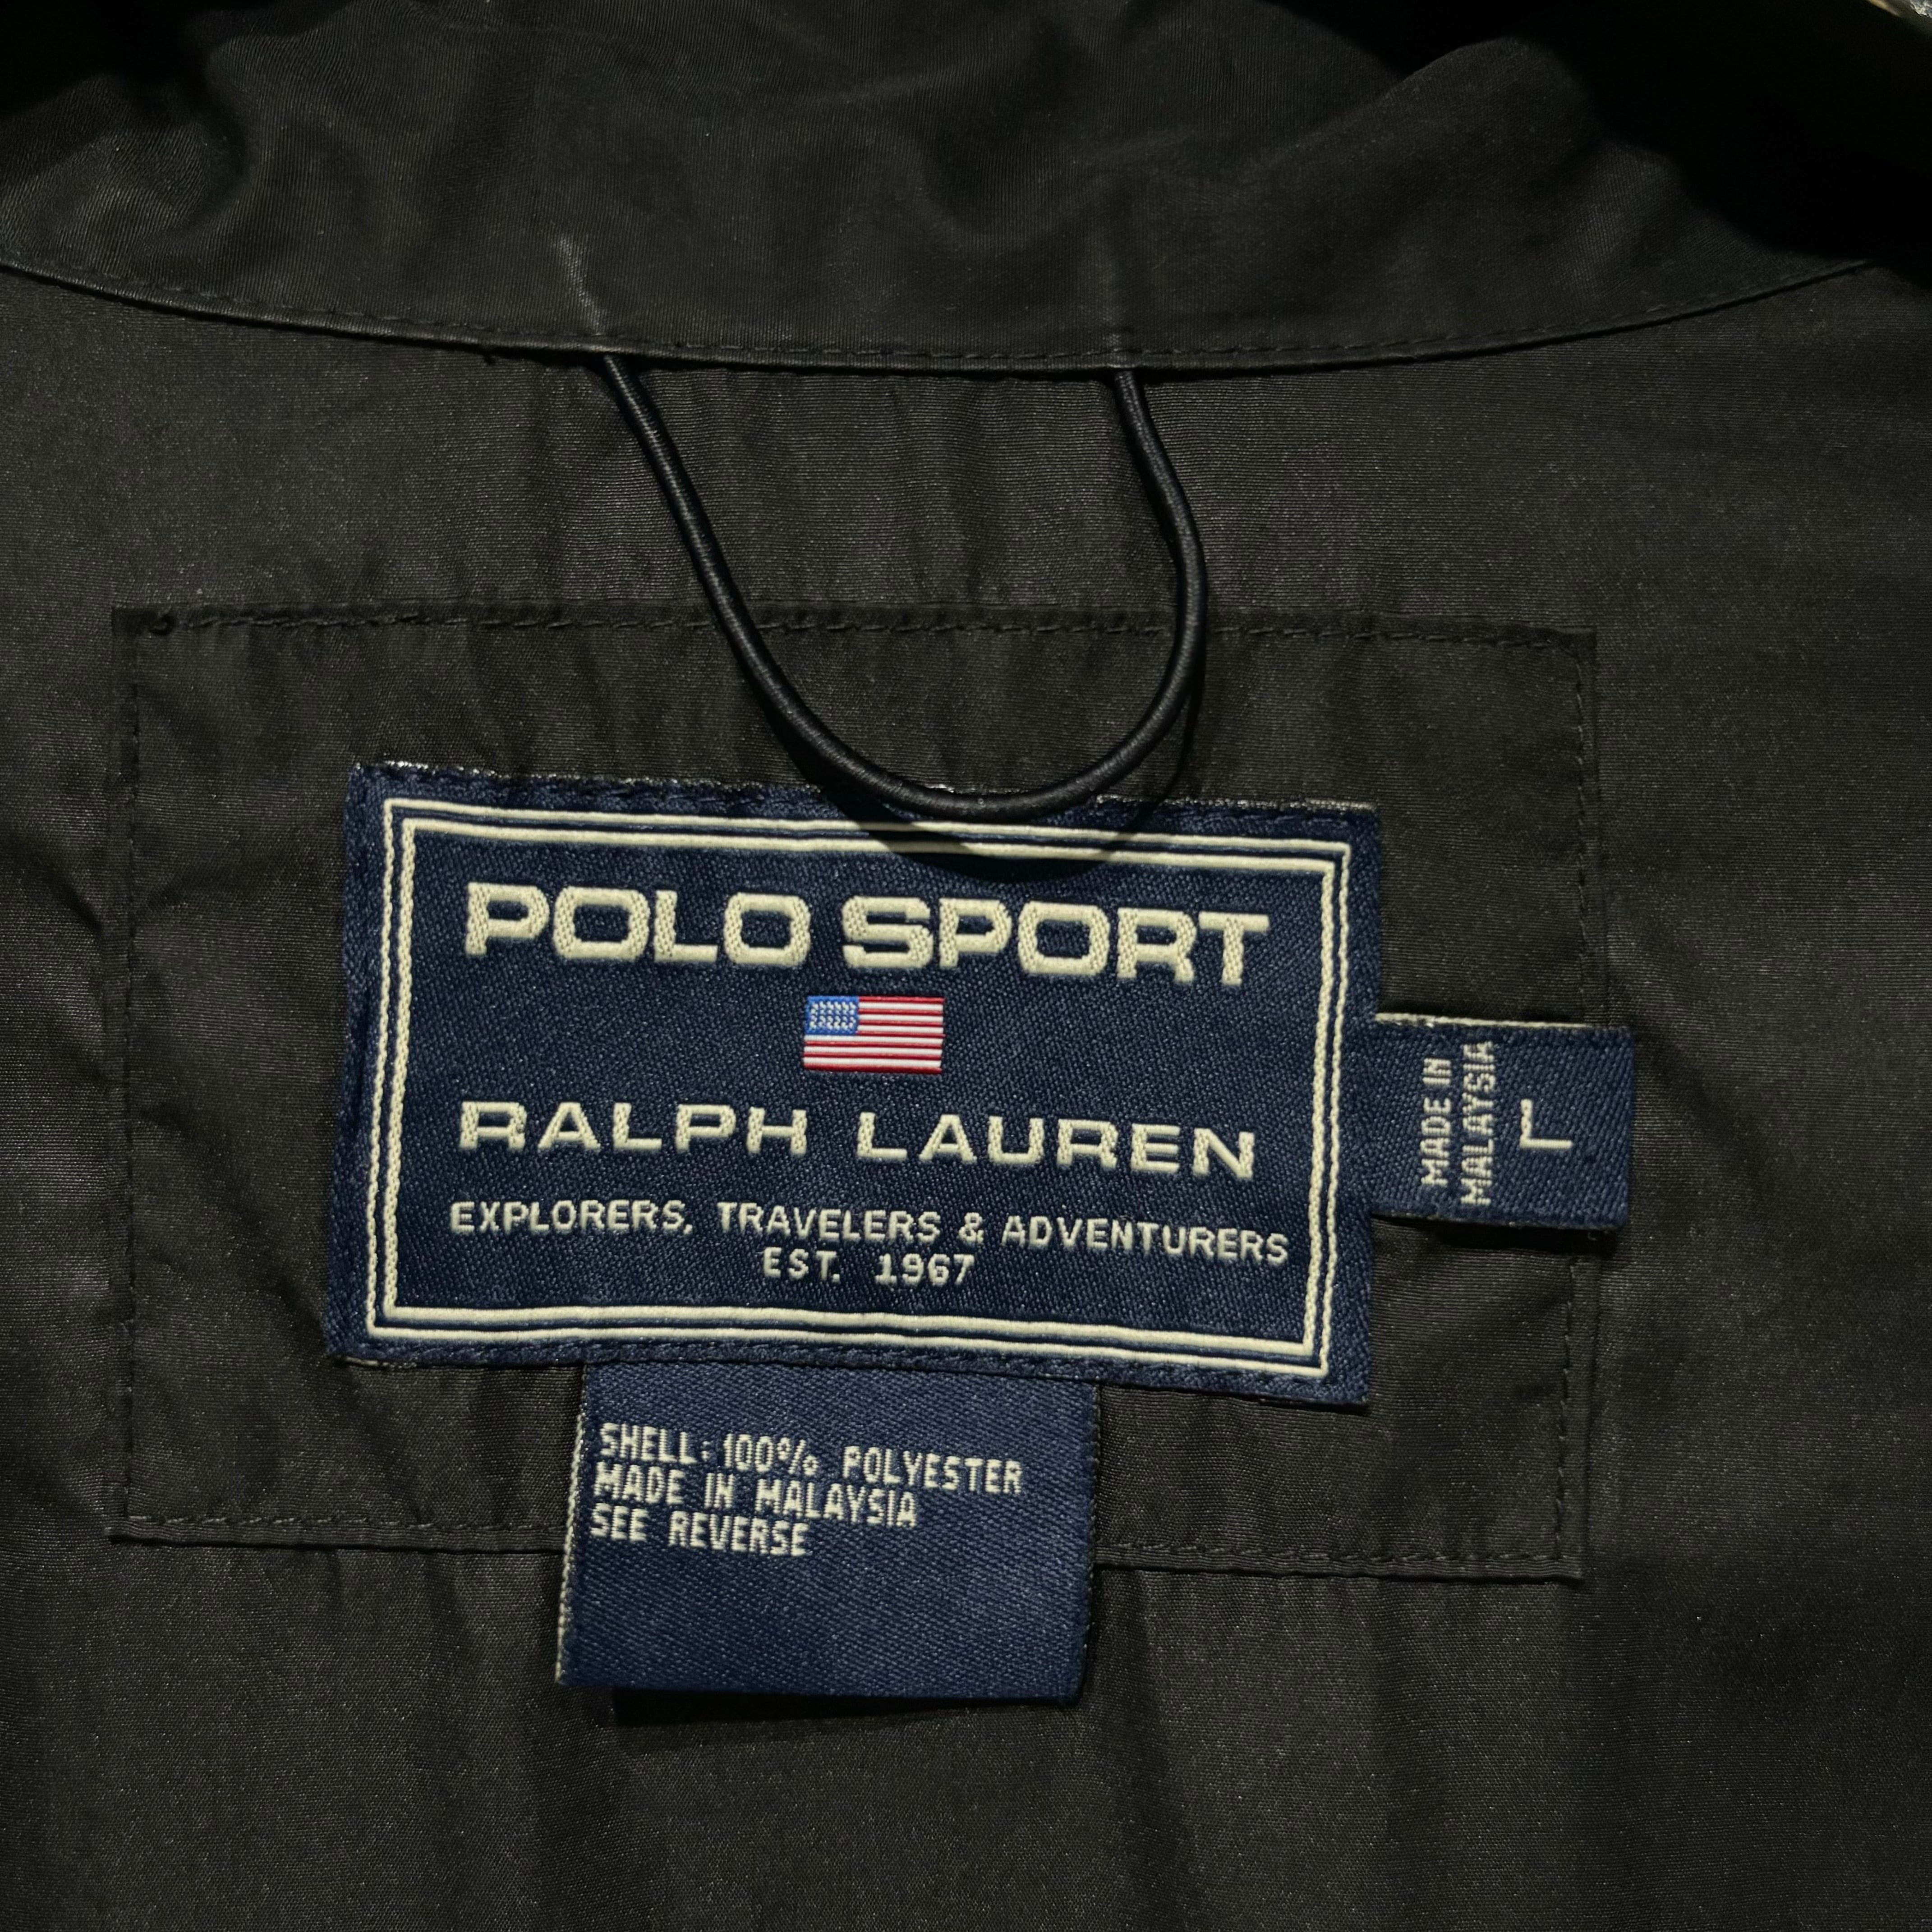 POLO SPORT
RALPH LAUREN
EXPLORERS, TRAVELERS & ADVENTURERS
EST. 1967
MADE IN
MALAYSIA
L
SHELL: 100% POLYESTER
MADE IN MALAYSIA
SEE REVERSE